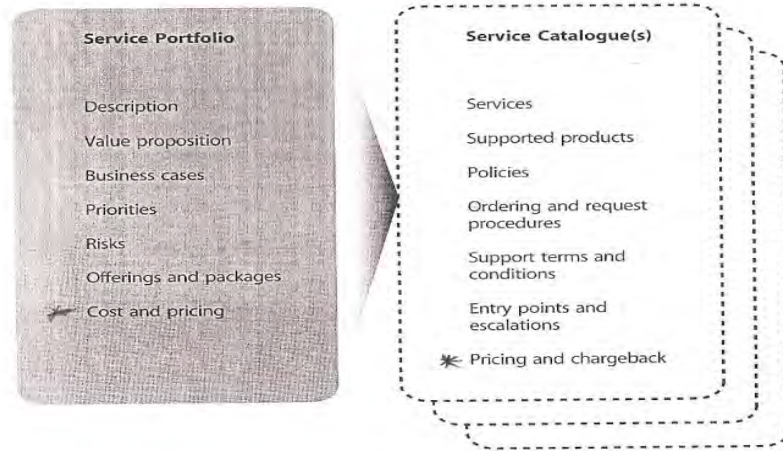 Service Portfolio
Description
Value proposition
Business cases
Priorities
Risks
Offerings and packages
Cost and pricing
Service Catalogue(s)
Services
Supported products
Policies
Ordering and request
procedures
Support terms and
conditions
Entry points and
escalations
Pricing and chargeback